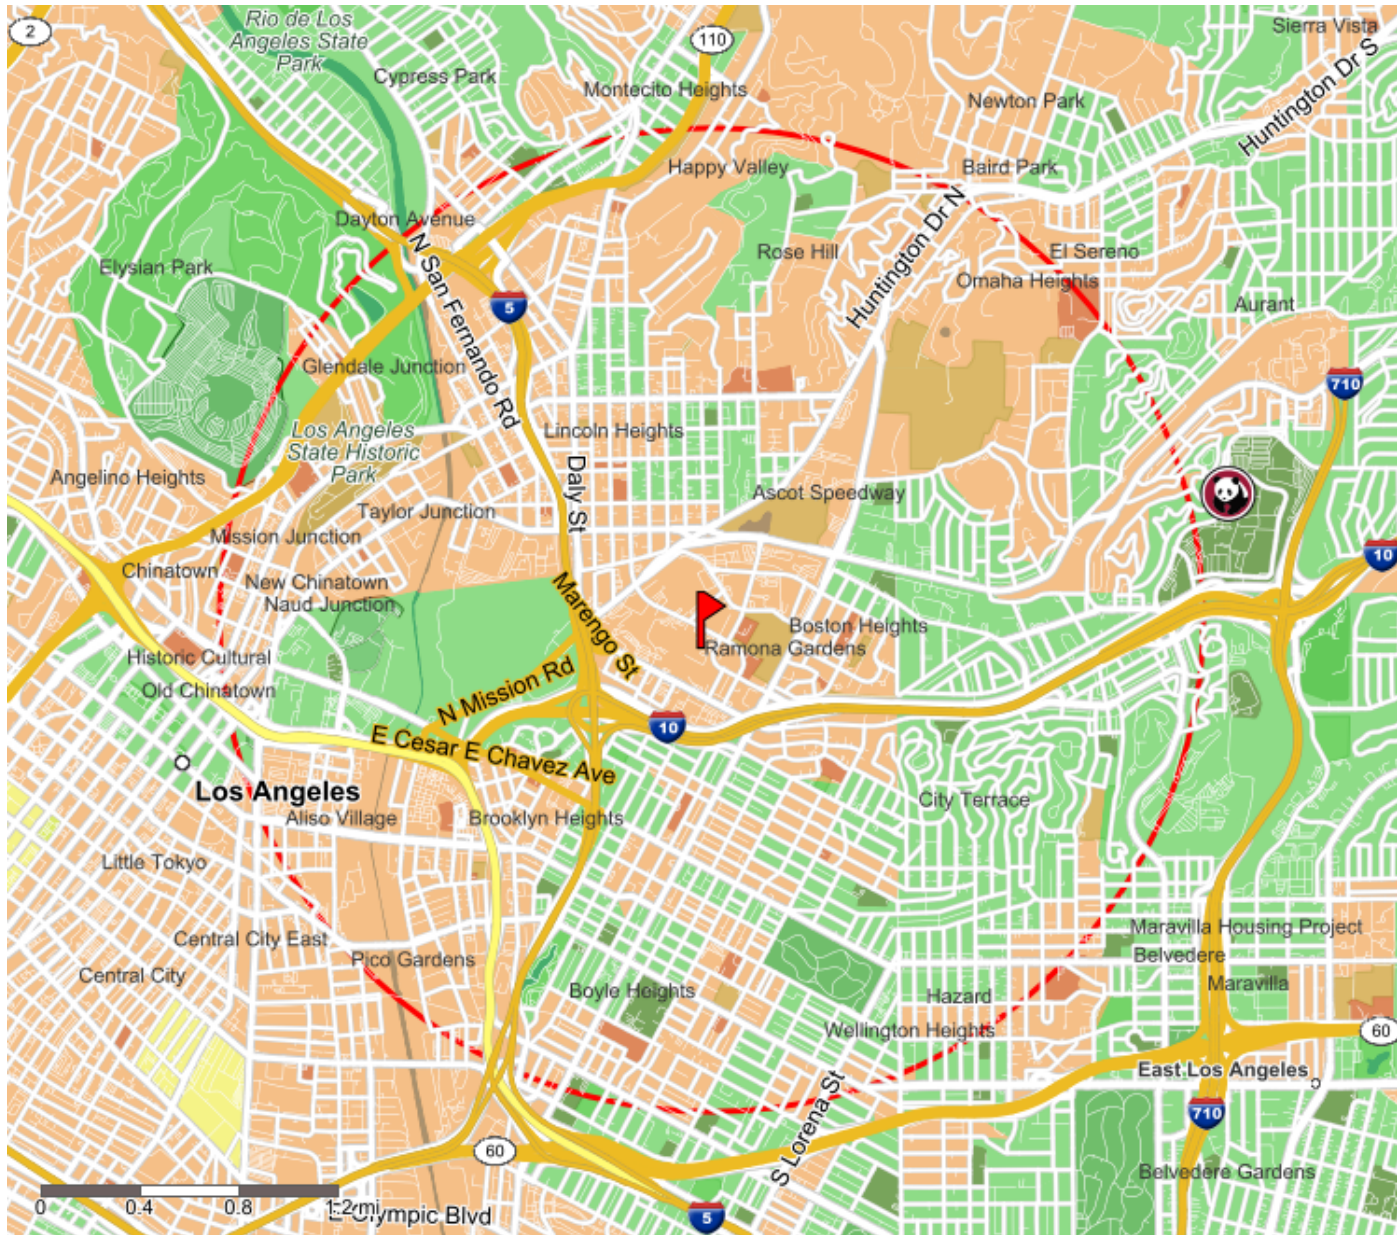 2
Rio de Los
Angeles State
Park
Cypress Park
110
Montecito Heights
Sierra Vista
Huntington Dr S
Newton Park
Happy Valley
Baird Park
Dayton Avenue
Elysian Park
N San Fernando Rd
Rose Hill
Huntington Dr N
El Sereno
Omaha Heights
Aurant
5
Glendale Junction
710
Los Angeles
State Historic
Park
Lincoln Heights
Angelino Heights
Daly St
Ascot Speedway
Taylor Junction
Mission Junction
Chinatown
New Chinatown
Naud Junction
10
Marengo St
Boston Heights
Ramona Gardens
Historic Cultural
Old Chinatown
N Mission Rd
10
E Cesar E Chavez Ave
Los Angeles
Aliso Village
Brooklyn Heights
City Terrace
Little Tokyo
Central City East
Central City
Pico Gardens
Boyle Heights
Hazard
Wellington Heights
Maravilla Housing Project
Belvedere
Maravilla
60
East Los Angeles
710
S Lorena St
60
Belvedere Gardens
0 0.4 0.8 1.2mi
E Olympic Blvd
5